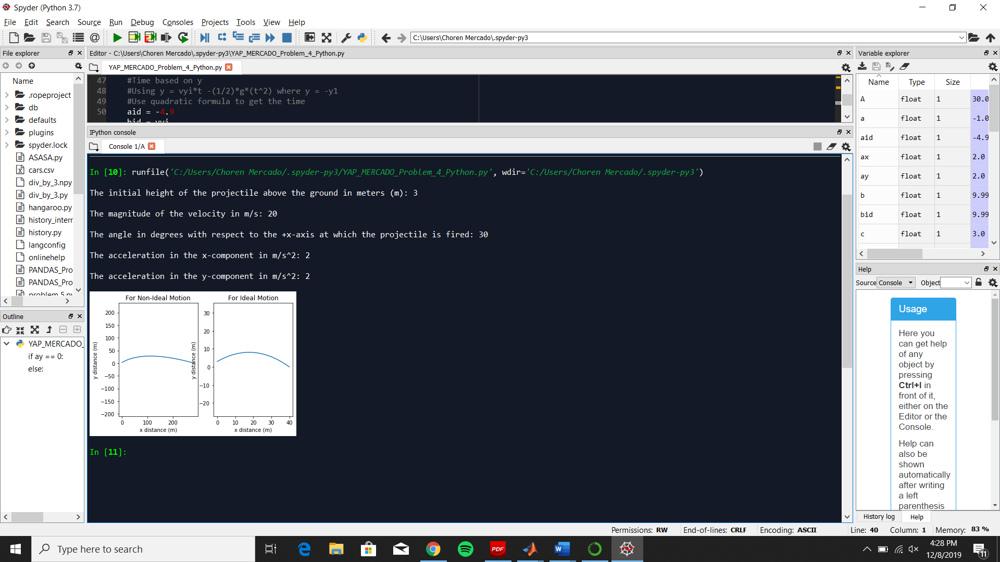 Spyder (Python 3.7)
File Edit Search Source Run Debug Consoles Projects Tools View Help
C:\Users\Choren Mercado\.spyder-py3
File explorer
Name
.ropeproject
db
defaults
plugins
spyder.lock
ASASA.py
cars.csv
div_by_3.npy
div_by_3.py
hangaroo.py
history_interr
history.py
langconfig
onlinehelp
PANDAS_Pro
PANDAS_Pro
problem 5.py
Outline
YAP_MERCADO_
if ay == 0:
else:
Editor - C:\Users\Choren Mercado\.spyder-py3\YAP_MERCADO_Problem_4_Python.py
YAP_MERCADO_Problem_4_Python.py
47 #Time based on y
48 #Using y = vyi*t -(1/2)*g*(t^2) where y = -y1
49 #Use quadratic formula to get the time
50 aid = -4.9
bid = vyi
IPython console
Console 1/A
In [10]: runfile('C:/Users/Choren Mercado/.spyder-py3/YAP_MERCADO_Problem_4_Python.py', wdir='C:/Users/Choren Mercado/.spyder-py3')
The initial height of the projectile above the ground in meters (m): 3
The magnitude of the velocity in m/s: 20
The angle in degrees with respect to the +x-axis at which the projectile is fired: 30
The acceleration in the x-component in m/s^2: 2
The acceleration in the y-component in m/s^2: 2
For Non-Ideal Motion
200
150
100
50
0
−50
−100
−150
−200
y distance (m)
0 100 200
x distance (m)
For Ideal Motion
30
20
10
0
−10
−20
y distance (m)
0 10 20 30 40
x distance (m)
In [11]:
Variable explorer
Name Type Size
A float 1 30.0
a float 1 -1.0
aid float 1 -4.9
ax float 1 2.0
ay float 1 2.0
b float 1 9.99
bid float 1 9.99
c float 1 3.0
Help
Source Console Object
Usage
Here you
can get help
of any
object by
pressing
Ctrl+I in
front of it,
either on the
Editor or the
Console.
Help can
also be
shown
automatically
after writing
a left
parenthesis
History log Help
Permissions: RW End-of-lines: CRLF Encoding: ASCII Line: 40 Column: 1 Memory: 83 %
Type here to search
PDF
4:28 PM
12/8/2019
11